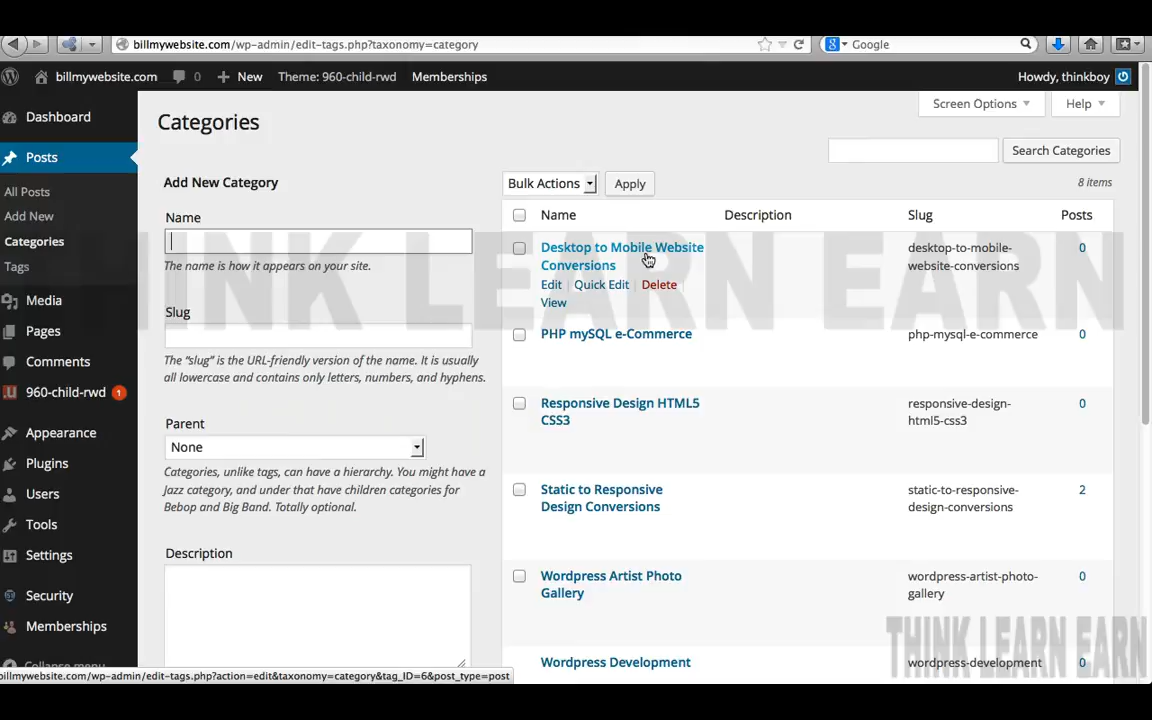 billmywebsite.com/wp-admin/edit-tags.php?taxonomy=category
Google
billmywebsite.com
0
New
Theme: 960-child-rwd
Memberships
Howdy, thinkboy
Dashboard
Posts
All Posts
Add New
Categories
Tags
Media
Pages
Comments
960-child-rwd 1
Appearance
Plugins
Users
Tools
Settings
Security
Memberships
Collapse menu
Screen Options
Help
Categories
Search Categories
Add New Category
Name
The name is how it appears on your site.
Slug
The “slug” is the URL-friendly version of the name. It is usually
all lowercase and contains only letters, numbers, and hyphens.
Parent
None
Categories, unlike tags, can have a hierarchy. You might have a
Jazz category, and under that have children categories for
Bebop and Big Band. Totally optional.
Description
Bulk Actions
Apply
8 items
Name Description Slug Posts
Desktop to Mobile Website
Conversions
Edit | Quick Edit | Delete |
View
desktop-to-mobile-
website-conversions
0
PHP mySQL e-Commerce
php-mysql-e-commerce
0
Responsive Design HTML5
CSS3
responsive-design-
html5-css3
0
Static to Responsive
Design Conversions
static-to-responsive-
design-conversions
2
Wordpress Artist Photo
Gallery
wordpress-artist-photo-
gallery
0
Wordpress Development
wordpress-development
0
THINK LEARN EARN
THINK LEARN EARN
billmywebsite.com/wp-admin/edit-tags.php?action=edit&taxonomy=category&tag_ID=6&post_type=post